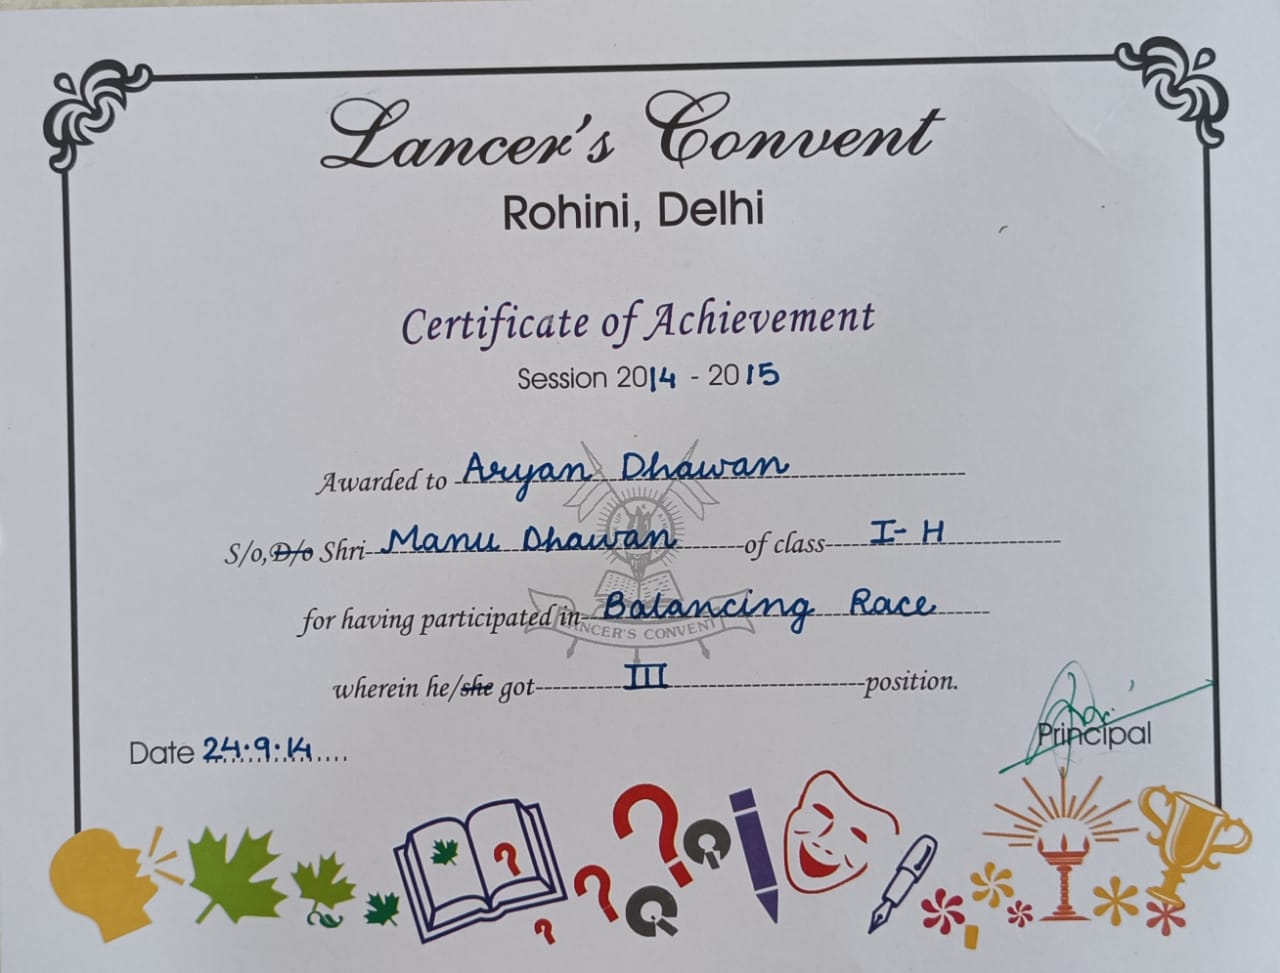 Lancer's Convent
Rohini, Delhi
Certificate of Achievement
Session 2014 - 2015
Awarded to Aryan Dhawan
S/o, D/o Shri Manu Dhawan of class I-H
for having participated in Balancing Race
LANCER'S CONVENT
wherein he/she got III position.
Principal
Date 24.9.14